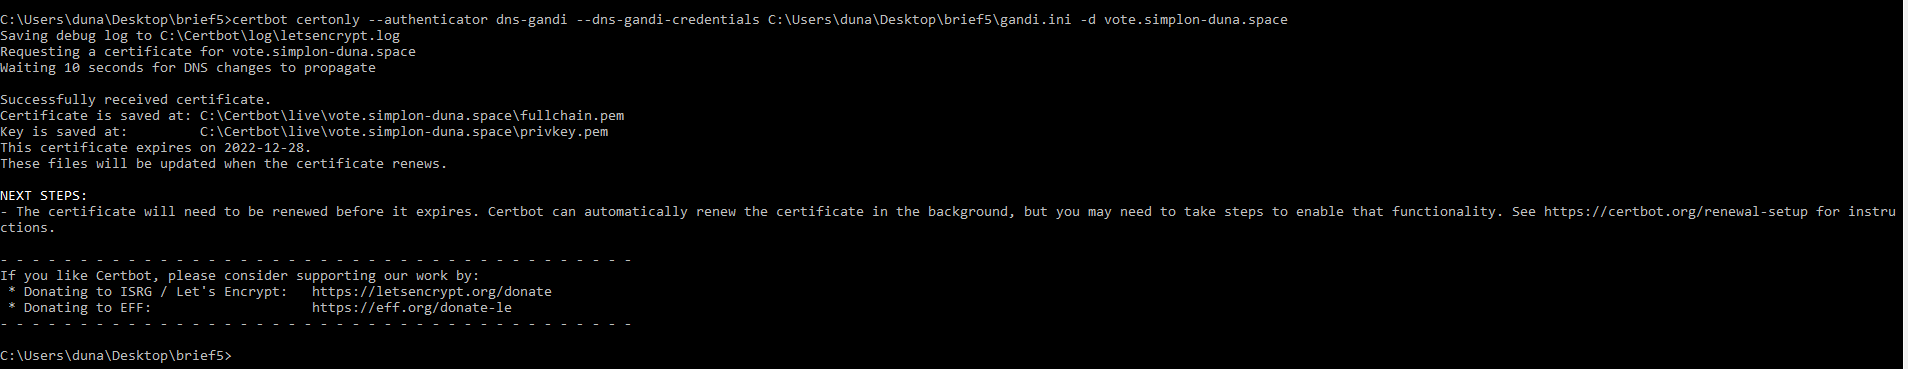 C:\Users\duna\Desktop\brief5>certbot certonly --authenticator dns-gandi --dns-gandi-credentials C:\Users\duna\Desktop\brief5\gandi.ini -d vote.simplon-duna.space
Saving debug log to C:\Certbot\log\letsencrypt.log
Requesting a certificate for vote.simplon-duna.space
Waiting 10 seconds for DNS changes to propagate
Successfully received certificate.
Certificate is saved at: C:\Certbot\live\vote.simplon-duna.space\fullchain.pem
Key is saved at:         C:\Certbot\live\vote.simplon-duna.space\privkey.pem
This certificate expires on 2022-12-28.
These files will be updated when the certificate renews.
NEXT STEPS:
- The certificate will need to be renewed before it expires. Certbot can automatically renew the certificate in the background, but you may need to take steps to enable that functionality. See https://certbot.org/renewal-setup for instru
ctions.
- - - - - - - - - - - - - - - - - - - - - - - - - - - - - - - - - - - - - - - -
If you like Certbot, please consider supporting our work by:
 * Donating to ISRG / Let's Encrypt:   https://letsencrypt.org/donate
 * Donating to EFF:                    https://eff.org/donate-le
- - - - - - - - - - - - - - - - - - - - - - - - - - - - - - - - - - - - - - - -
C:\Users\duna\Desktop\brief5>